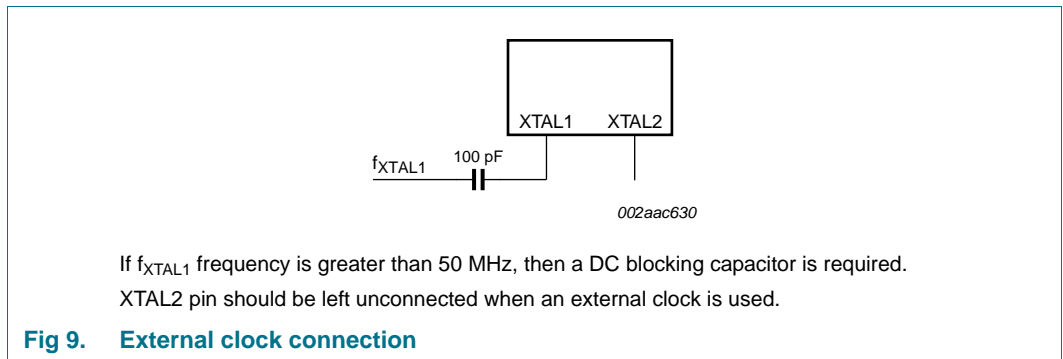 XTAL1 XTAL2
fXTAL1 100 pF
002aac630
If fXTAL1 frequency is greater than 50 MHz, then a DC blocking capacitor is required.
XTAL2 pin should be left unconnected when an external clock is used.
Fig 9. External clock connection